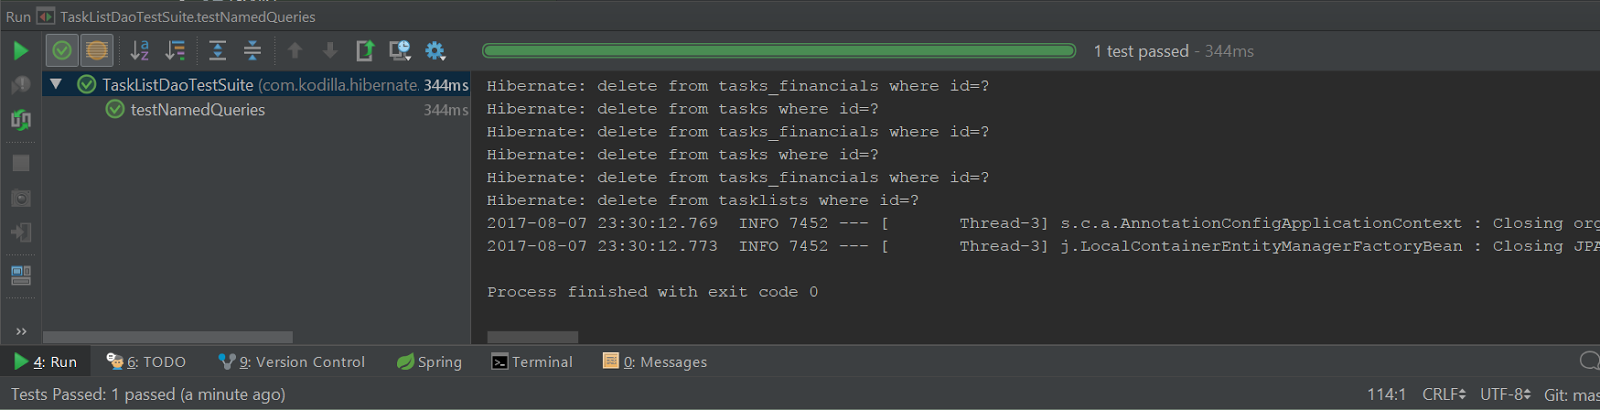 Run TaskListDaoTestSuite.testNamedQueries
1 test passed - 344ms
TaskListDaoTestSuite (com.kodilla.hibernate. 344ms
testNamedQueries 344ms
Hibernate: delete from tasks_financials where id=?
Hibernate: delete from tasks where id=?
Hibernate: delete from tasks_financials where id=?
Hibernate: delete from tasks where id=?
Hibernate: delete from tasks_financials where id=?
Hibernate: delete from tasklists where id=?
2017-08-07 23:30:12.769  INFO 7452 --- [       Thread-3] s.c.a.AnnotationConfigApplicationContext : Closing org
2017-08-07 23:30:12.773  INFO 7452 --- [       Thread-3] j.LocalContainerEntityManagerFactoryBean : Closing JPA
Process finished with exit code 0
4: Run 6: TODO 9: Version Control Spring Terminal 0: Messages
Tests Passed: 1 passed (a minute ago) 114:1 CRLF UTF-8 Git: mas